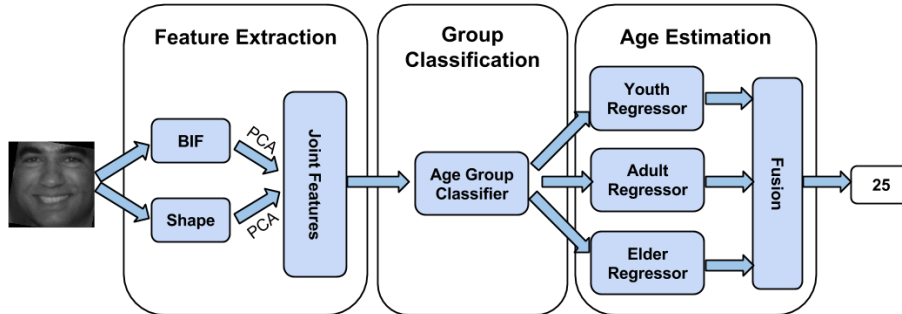 Feature Extraction
BIF
Shape
PCA
PCA
Joint Features
Group
Classification
Age Group
Classifier
Age Estimation
Youth
Regressor
Adult
Regressor
Elder
Regressor
Fusion
25